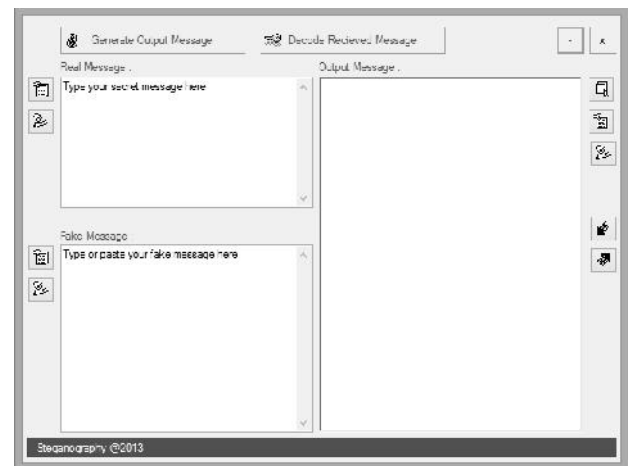 Generate Output Message
Decode Recieved Message
- x
Real Message :
Output Message :
Type your secret message here
Fake Message
Type or paste your fake message here
Steganography @2013